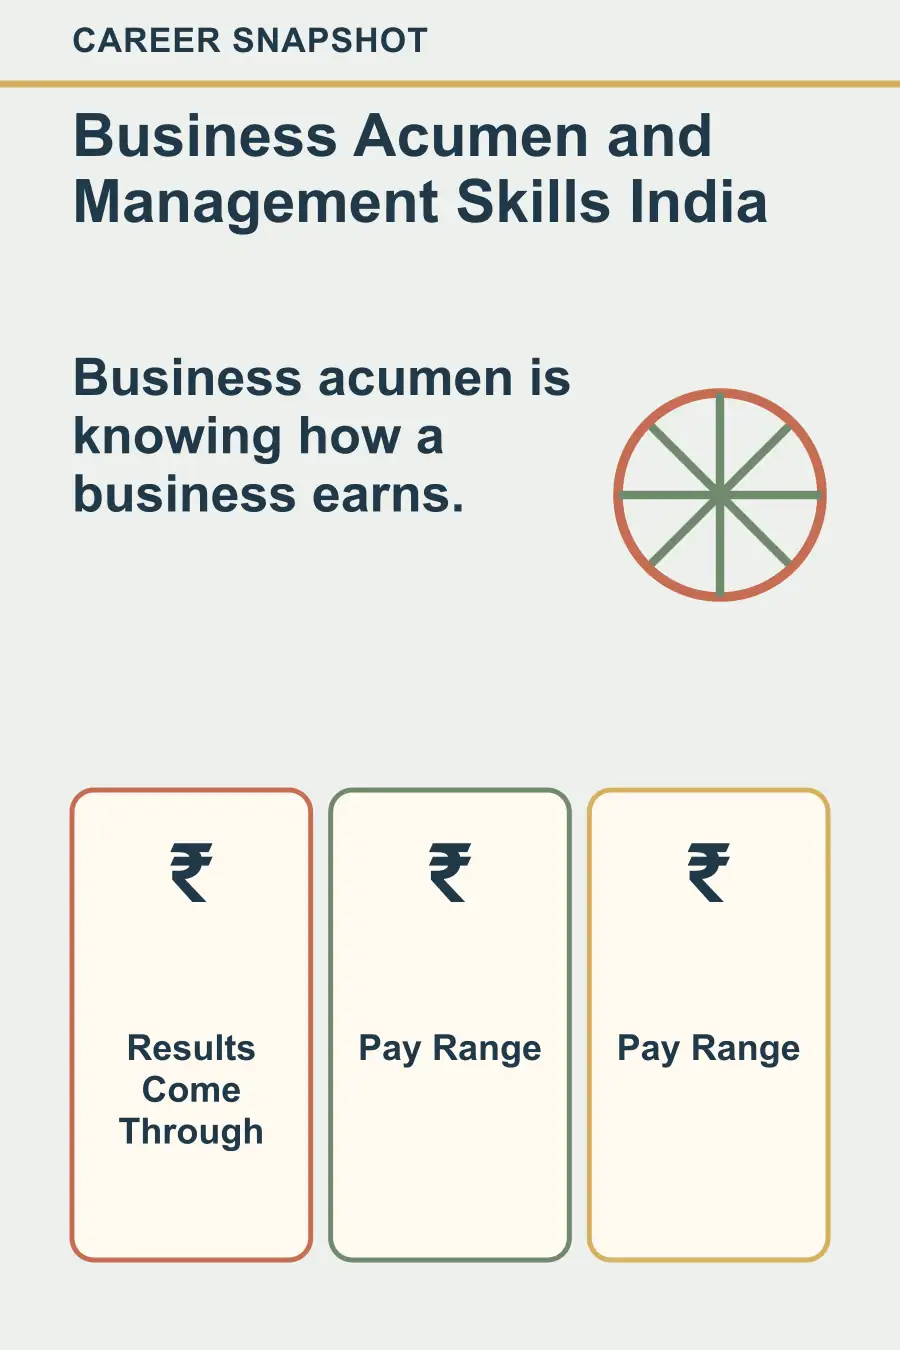 CAREER SNAPSHOT
Business Acumen and
Management Skills India
Business acumen is
knowing how a
business earns.
₹
Results
Come
Through
₹
Pay Range
₹
Pay Range